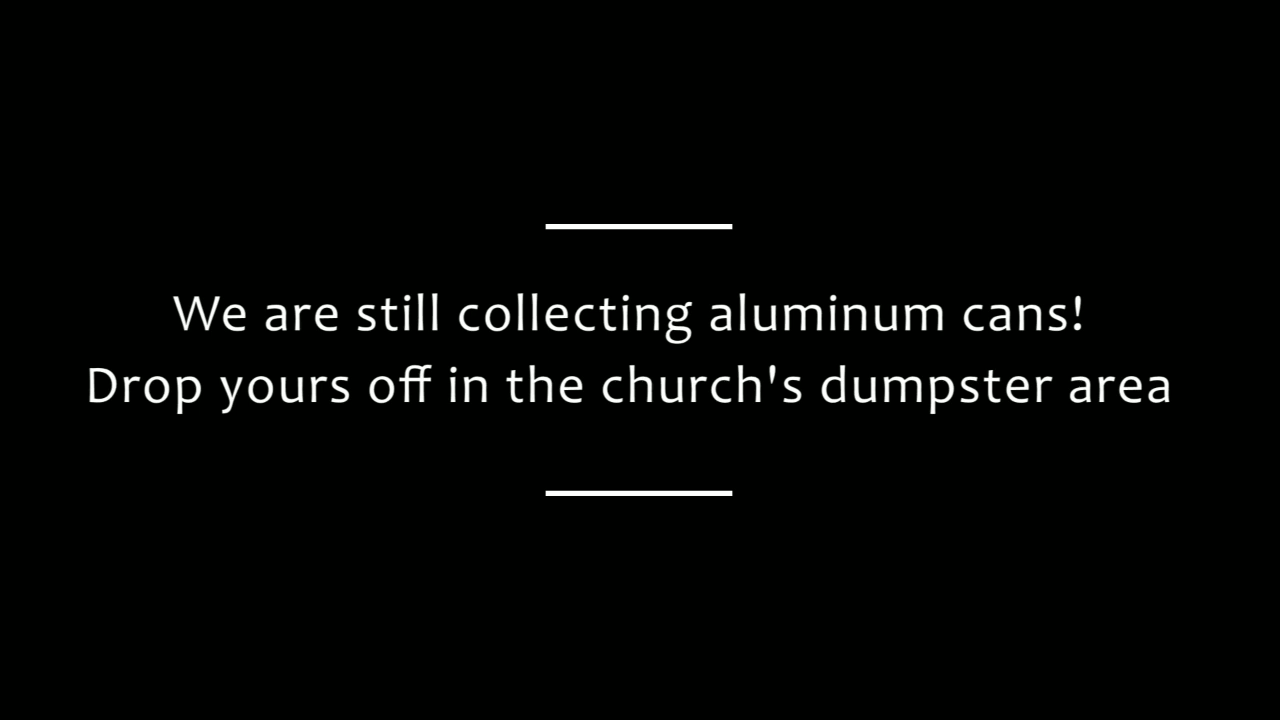 We are still collecting aluminum cans!
Drop yours off in the church's dumpster area